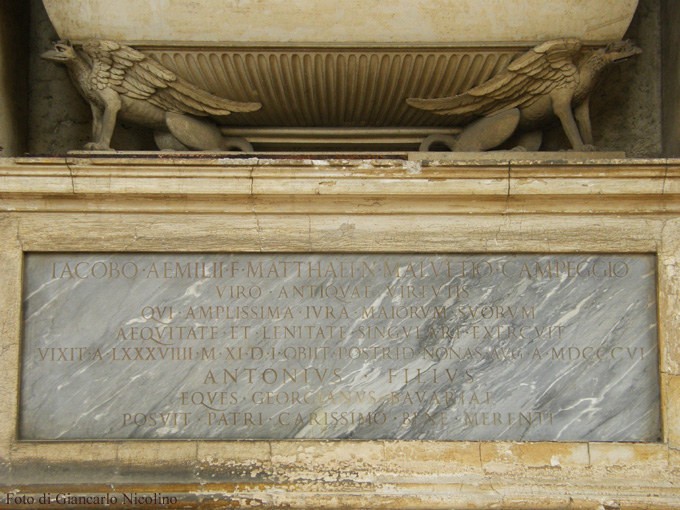 IACOBO · AEMILII · F · MATTHAEI · N · MALVETIO · CAMPEGGIO
VIRO · ANTIQVAE · VIRTVTIS
QVI · AMPLISSIMA · IVRA · MAIORVM · SVORVM
AEQVITATE · ET · LENITATE · SINGVLARI · EXERCVIT
VIXIT · A · LXXXVIIII · M · XI · D · I · OBIIT · POSTRID · NONAS · AVG · A · MDCCCVI
ANTONIVS · FILIVS
EQVES · GEORGIANVS · BAVARIAE
POSVIT · PATRI · CARISSIMO · BENE · MERENTI
Foto di Giancarlo Nicolino